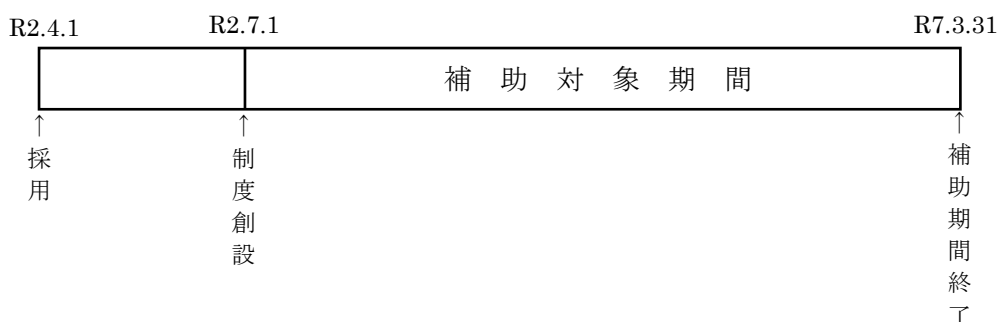 R2.4.1
R2.7.1
R7.3.31
補助対象期間
↑採用
↑制度創設
↑補助期間終了